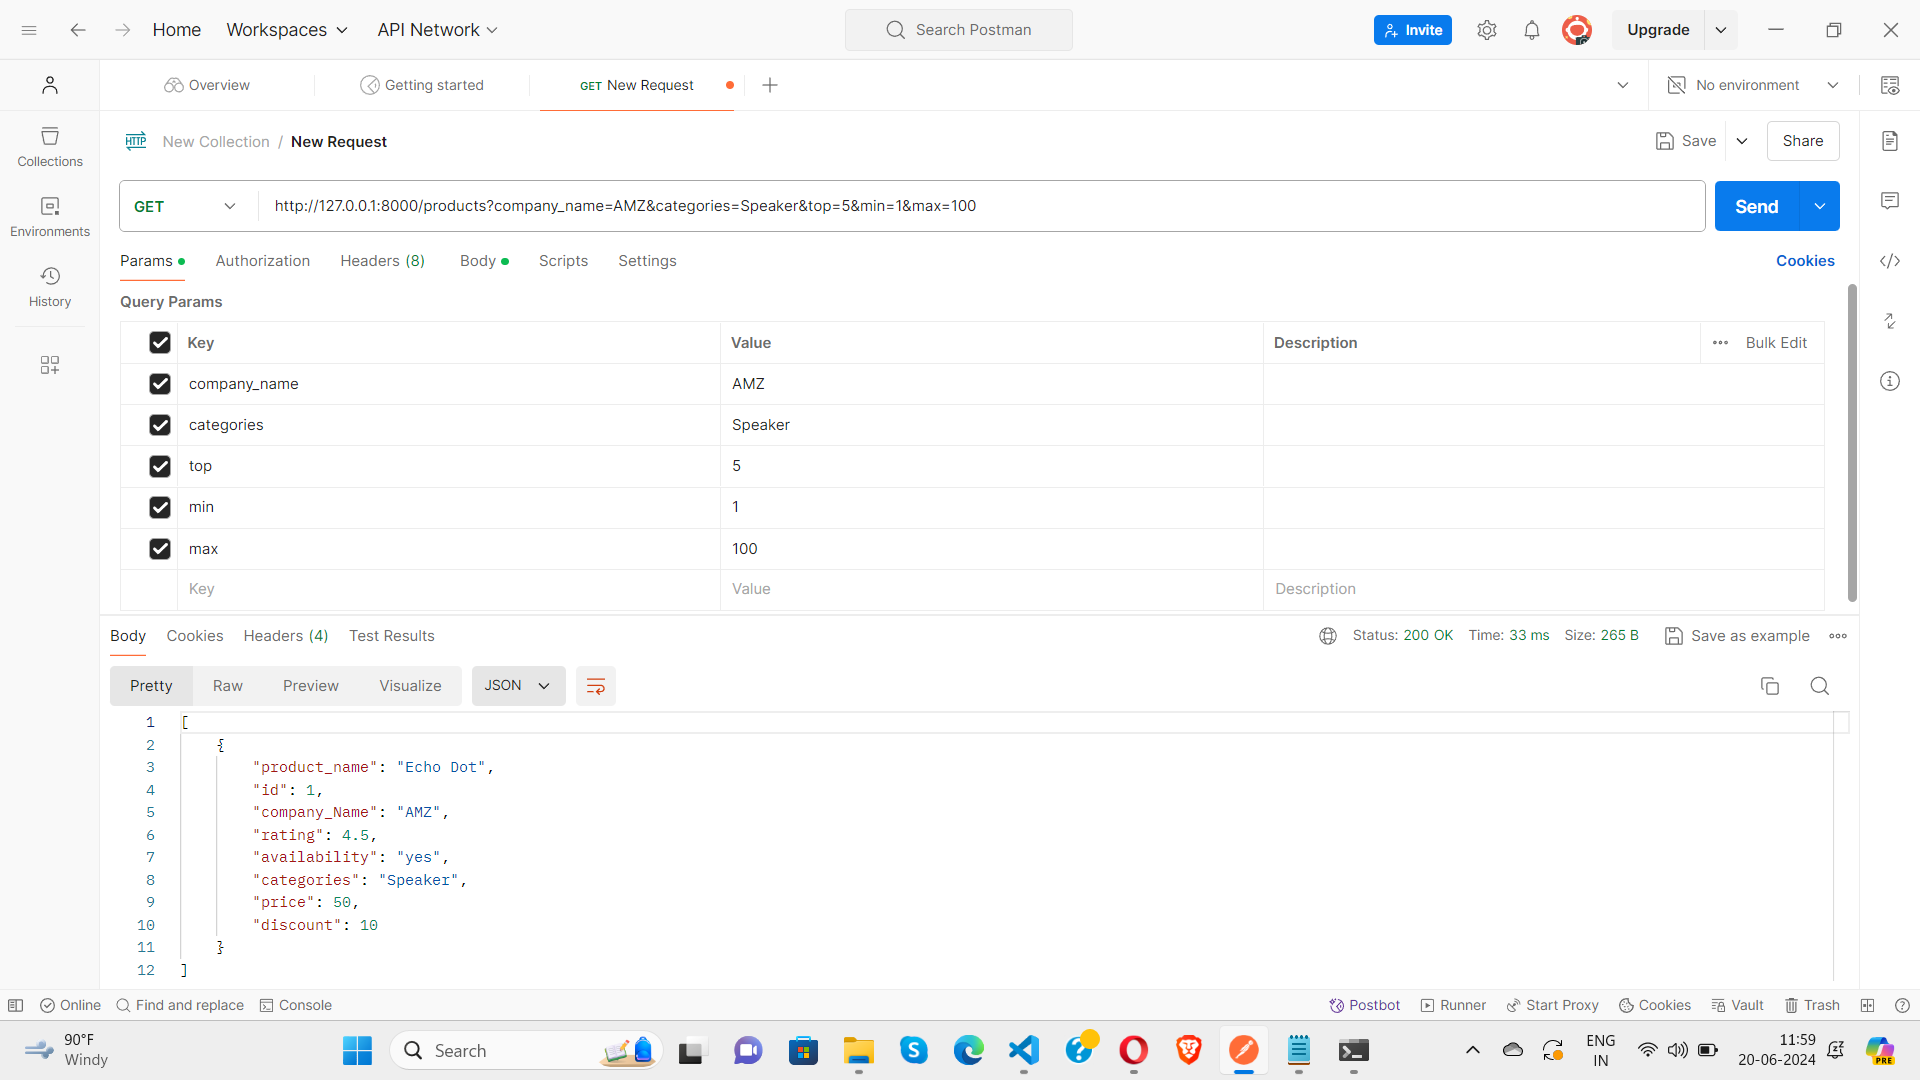 Home Workspaces API Network Search Postman Invite Upgrade
Overview Getting started GET New Request No environment
HTTP New Collection / New Request Save Share
Collections
Environments
History
GET http://127.0.0.1:8000/products?company_name=AMZ&categories=Speaker&top=5&min=1&max=100 Send
Params Authorization Headers (8) Body Scripts Settings Cookies
Query Params
Key Value Description Bulk Edit
company_name AMZ
categories Speaker
top 5
min 1
max 100
Key Value Description
Body Cookies Headers (4) Test Results Status: 200 OK Time: 33 ms Size: 265 B Save as example
Pretty Raw Preview Visualize JSON
1 [
2 {
3 "product_name": "Echo Dot",
4 "id": 1,
5 "company_Name": "AMZ",
6 "rating": 4.5,
7 "availability": "yes",
8 "categories": "Speaker",
9 "price": 50,
10 "discount": 10
11 }
12 ]
Online Find and replace Console Postbot Runner Start Proxy Cookies Vault Trash
90°F
Windy
Search
ENG
IN
11:59
20-06-2024
PRE